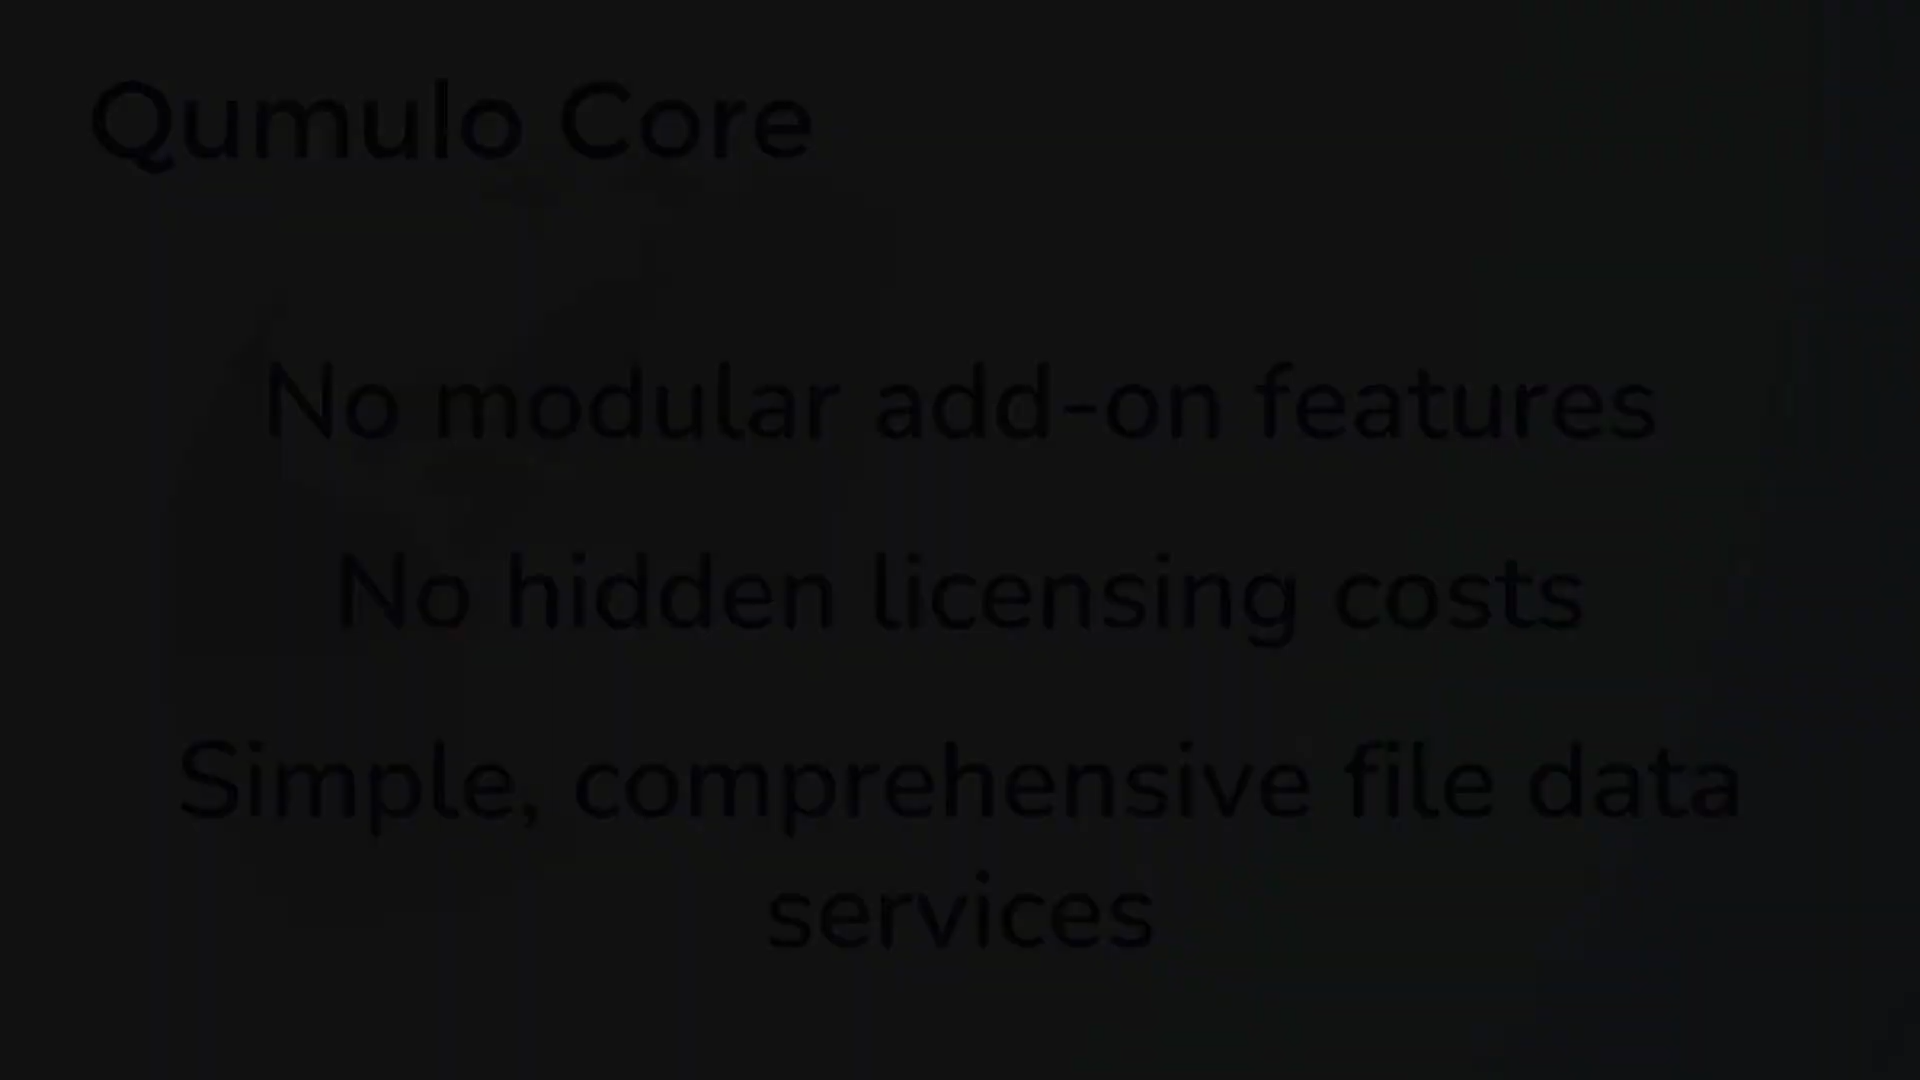 Qumulo Core
No modular add-on features
No hidden licensing costs
Simple, comprehensive file data
services